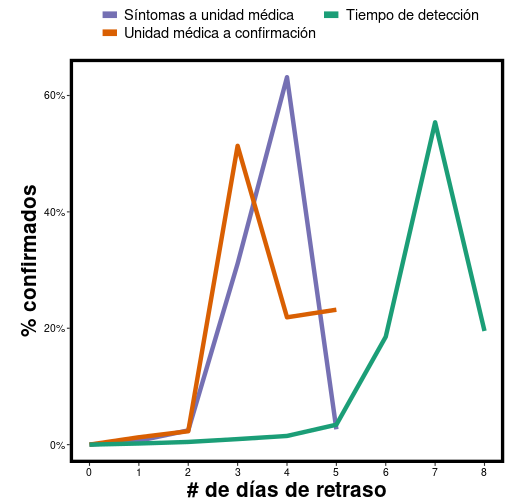 Síntomas a unidad médica
Tiempo de detección
Unidad médica a confirmación
60%
40%
20%
0%
% confirmados
0 1 2 3 4 5 6 7 8
# de días de retraso